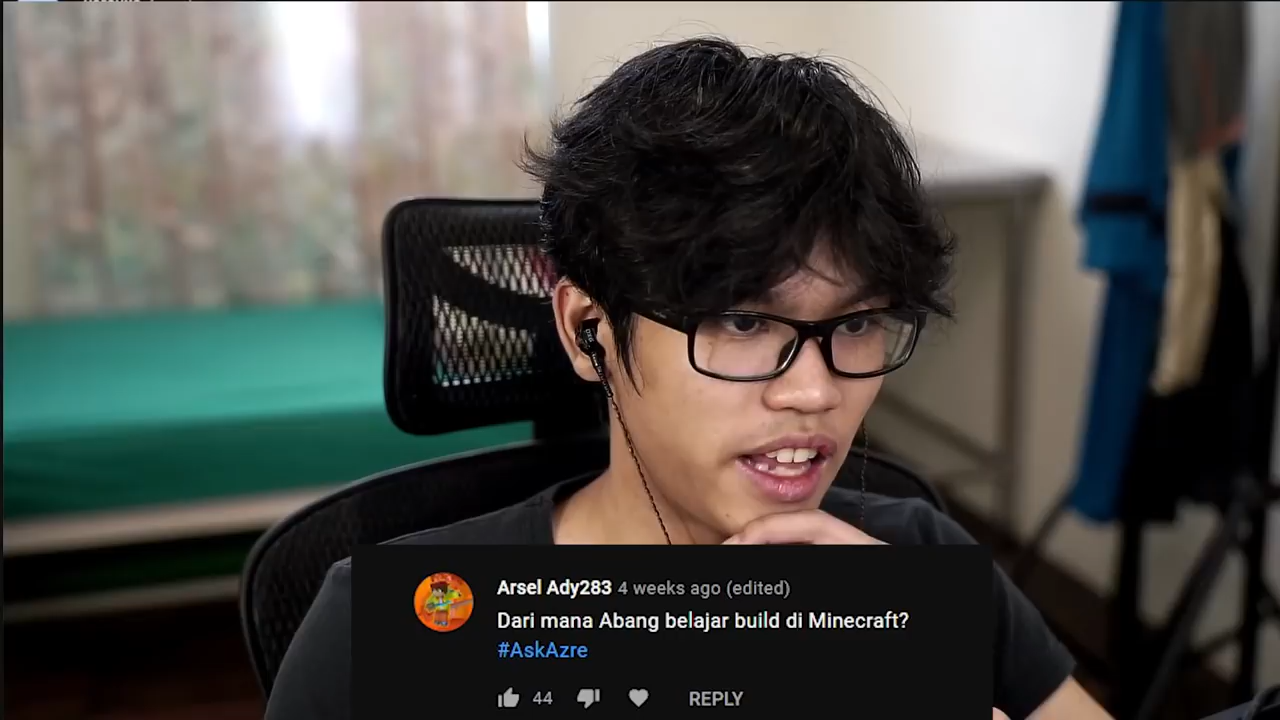 Arsel Ady283 4 weeks ago (edited)
Dari mana Abang belajar build di Minecraft?
#AskAzre
44 REPLY